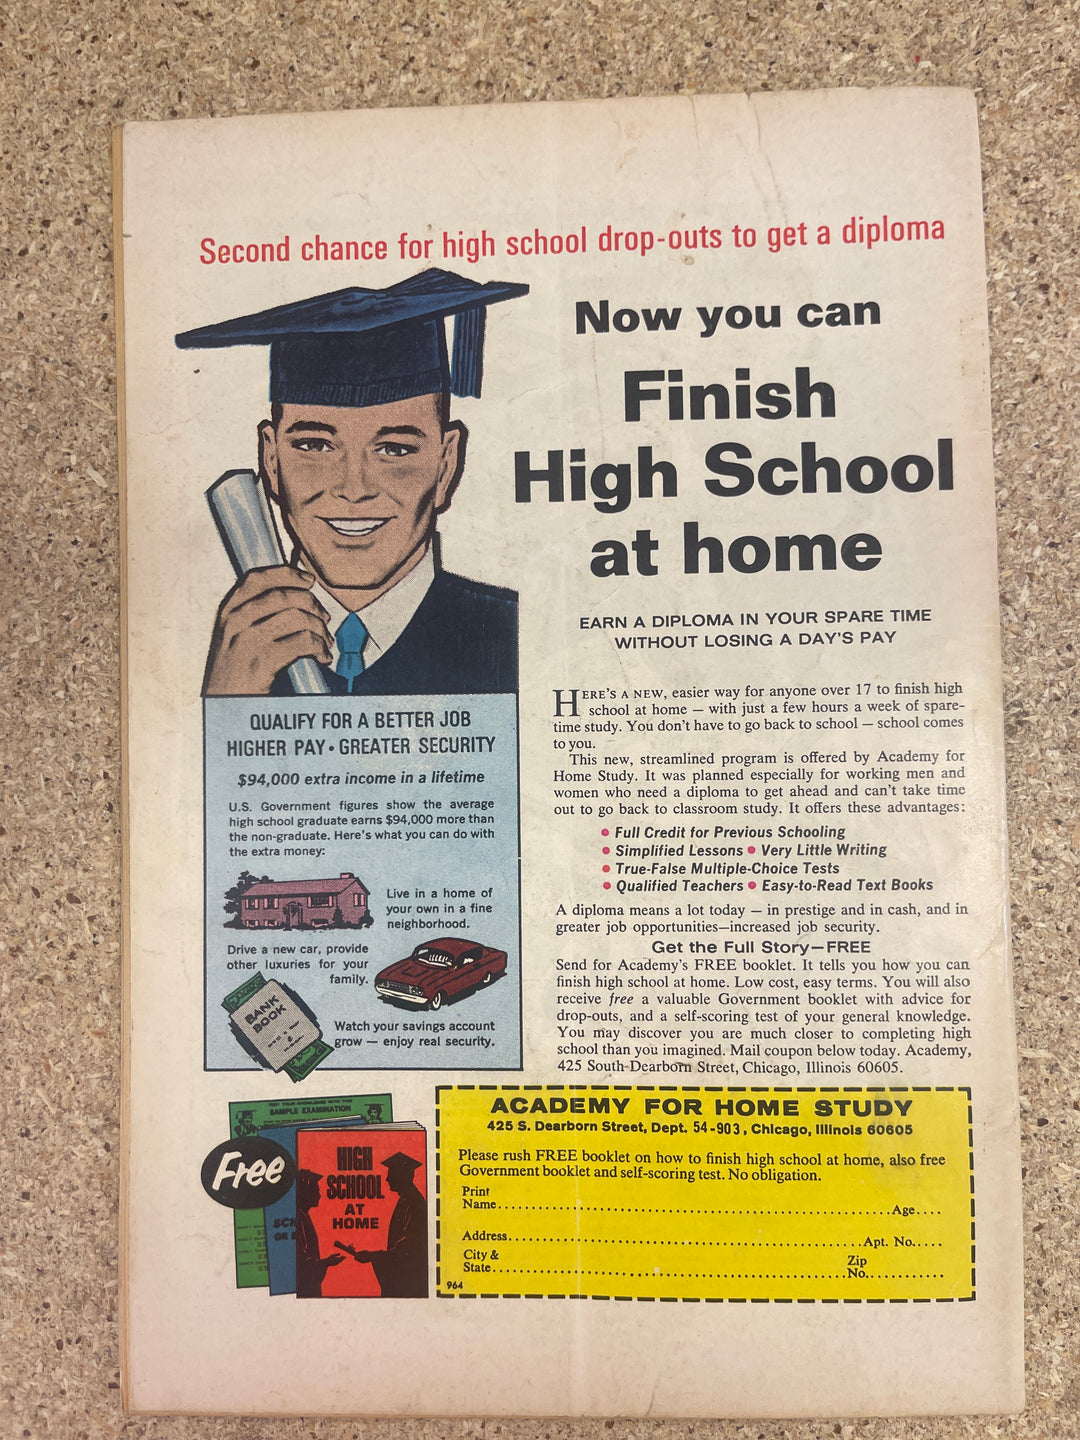 Second chance for high school drop-outs to get a diploma
Now you can
Finish
High School
at home
EARN A DIPLOMA IN YOUR SPARE TIME
WITHOUT LOSING A DAY'S PAY
HERE'S A NEW, easier way for anyone over 17 to finish high
school at home — with just a few hours a week of spare-
time study. You don't have to go back to school — school comes
to you.
This new, streamlined program is offered by Academy for
Home Study. It was planned especially for working men and
women who need a diploma to get ahead and can't take time
out to go back to classroom study. It offers these advantages:
• Full Credit for Previous Schooling
• Simplified Lessons • Very Little Writing
• True-False Multiple-Choice Tests
• Qualified Teachers • Easy-to-Read Text Books
A diploma means a lot today — in prestige and in cash, and in
greater job opportunities—increased job security.
Get the Full Story—FREE
Send for Academy's FREE booklet. It tells you how you can
finish high school at home. Low cost, easy terms. You will also
receive free a valuable Government booklet with advice for
drop-outs, and a self-scoring test of your general knowledge.
You may discover you are much closer to completing high
school than you imagined. Mail coupon below today. Academy,
425 South Dearborn Street, Chicago, Illinois 60605.
QUALIFY FOR A BETTER JOB
HIGHER PAY • GREATER SECURITY
$94,000 extra income in a lifetime
U.S. Government figures show the average
high school graduate earns $94,000 more than
the non-graduate. Here's what you can do with
the extra money:
Live in a home of
your own in a fine
neighborhood.
Drive a new car, provide
other luxuries for your
family.
BANK
BOOK
Watch your savings account
grow — enjoy real security.
TEST YOUR KNOWLEDGE WITH THIS
SAMPLE EXAMINATION
Free
HIGH
SCHOOL
AT
HOME
ACADEMY FOR HOME STUDY
425 S. Dearborn Street, Dept. 54-903, Chicago, Illinois 60605
Please rush FREE booklet on how to finish high school at home, also free
Government booklet and self-scoring test. No obligation.
Print
Name..........Age....
Address..........Apt. No.....
City &
State..........
Zip
No..........
964